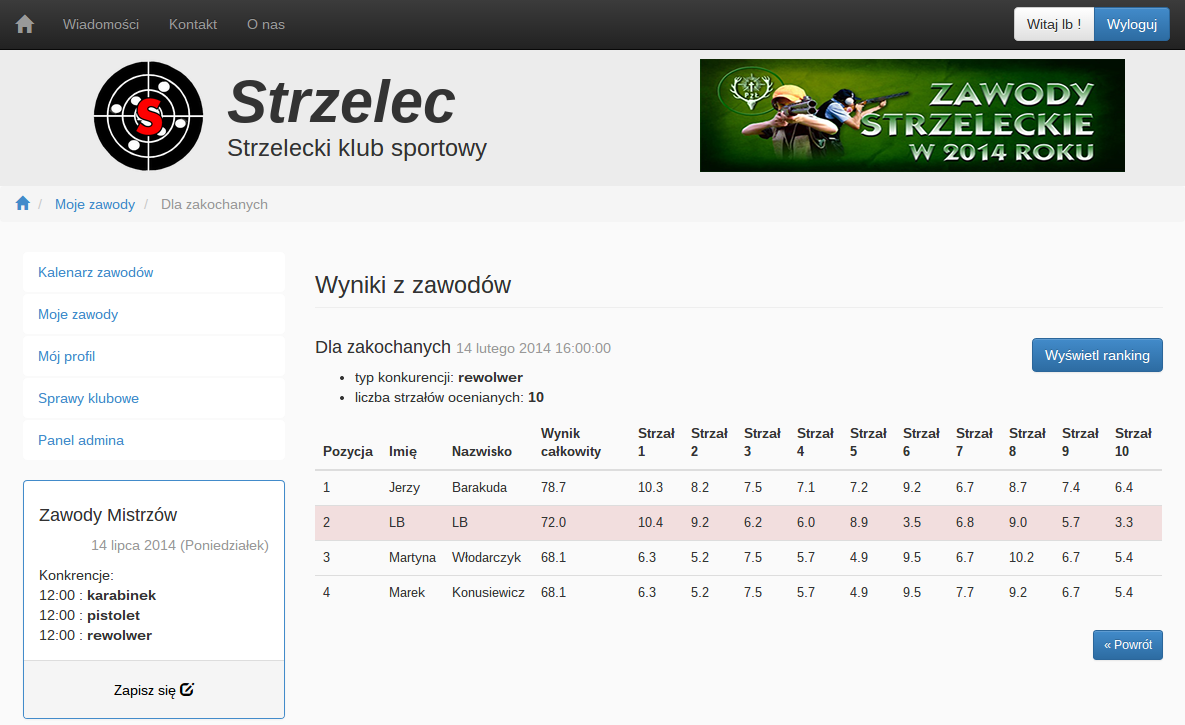 Wiadomości Kontakt O nas Witaj lb ! Wyloguj
S
Strzelec
Strzelecki klub sportowy
PZŁ
ZAWODY
STRZELECKIE
W 2014 ROKU
/ Moje zawody / Dla zakochanych
Kalenarz zawodów
Moje zawody
Mój profil
Sprawy klubowe
Panel admina
Zawody Mistrzów
14 lipca 2014 (Poniedziałek)
Konkrencje:
12:00 : karabinek
12:00 : pistolet
12:00 : rewolwer
Zapisz się
Wyniki z zawodów
Dla zakochanych 14 lutego 2014 16:00:00
Wyświetl ranking
• typ konkurencji: rewolwer
• liczba strzałów ocenianych: 10
Pozycja Imię Nazwisko Wynik całkowity Strzał 1 Strzał 2 Strzał 3 Strzał 4 Strzał 5 Strzał 6 Strzał 7 Strzał 8 Strzał 9 Strzał 10
1 Jerzy Barakuda 78.7 10.3 8.2 7.5 7.1 7.2 9.2 6.7 8.7 7.4 6.4
2 LB LB 72.0 10.4 9.2 6.2 6.0 8.9 3.5 6.8 9.0 5.7 3.3
3 Martyna Włodarczyk 68.1 6.3 5.2 7.5 5.7 4.9 9.5 6.7 10.2 6.7 5.4
4 Marek Konusiewicz 68.1 6.3 5.2 7.5 5.7 4.9 9.5 7.7 9.2 6.7 5.4
« Powrót